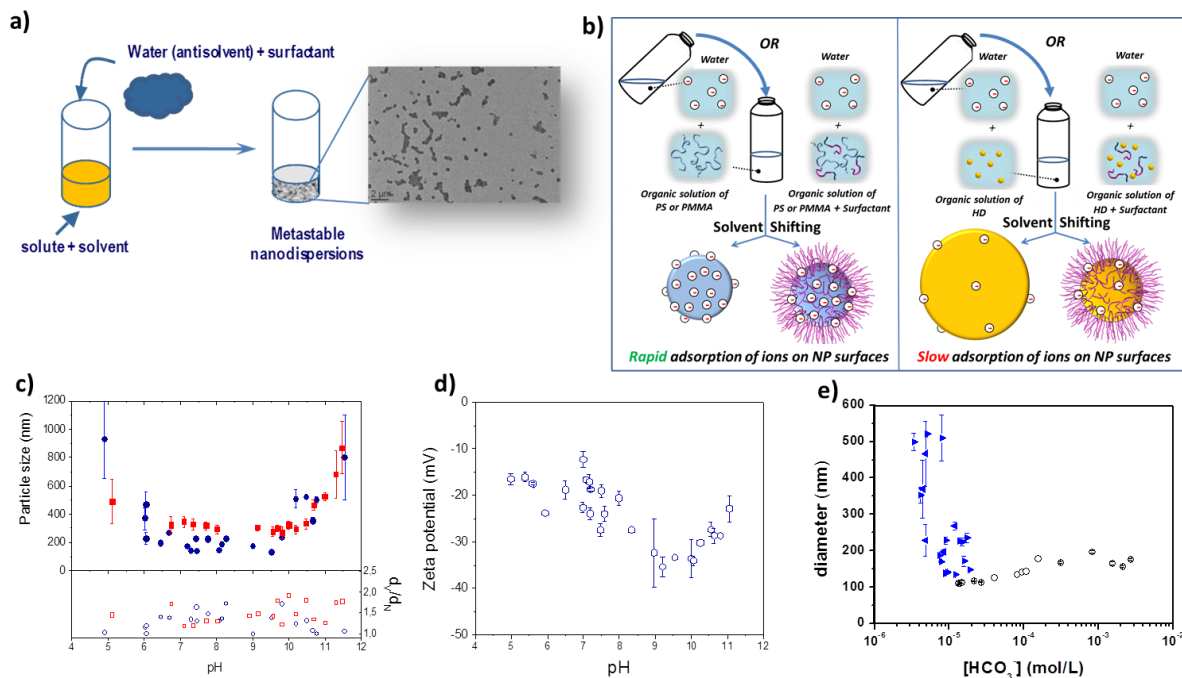 a)
Water (antisolvent) + surfactant
solute + solvent
Metastable
nanodispersions
2 µm
b)
OR
Water
Water
+
+
Organic solution of
PS or PMMA
Organic solution of
PS or PMMA + Surfactant
Solvent Shifting
Rapid adsorption of ions on NP surfaces
OR
Water
Water
+
+
Organic solution of
HD
Organic solution of
HD + Surfactant
Solvent Shifting
Slow adsorption of ions on NP surfaces
c)
Particle size (nm)
1200
1000
800
600
400
200
0
2.5
2.0
1.5
1.0
dᵥ/dN
4 5 6 7 8 9 10 11 12
pH
d)
Zeta potential (mV)
0
-10
-20
-30
-40
-50
4 5 6 7 8 9 10 11 12
pH
e)
diameter (nm)
600
500
400
300
200
100
0
10⁻⁶ 10⁻⁵ 10⁻⁴ 10⁻³ 10⁻²
[HCO₃⁻] (mol/L)